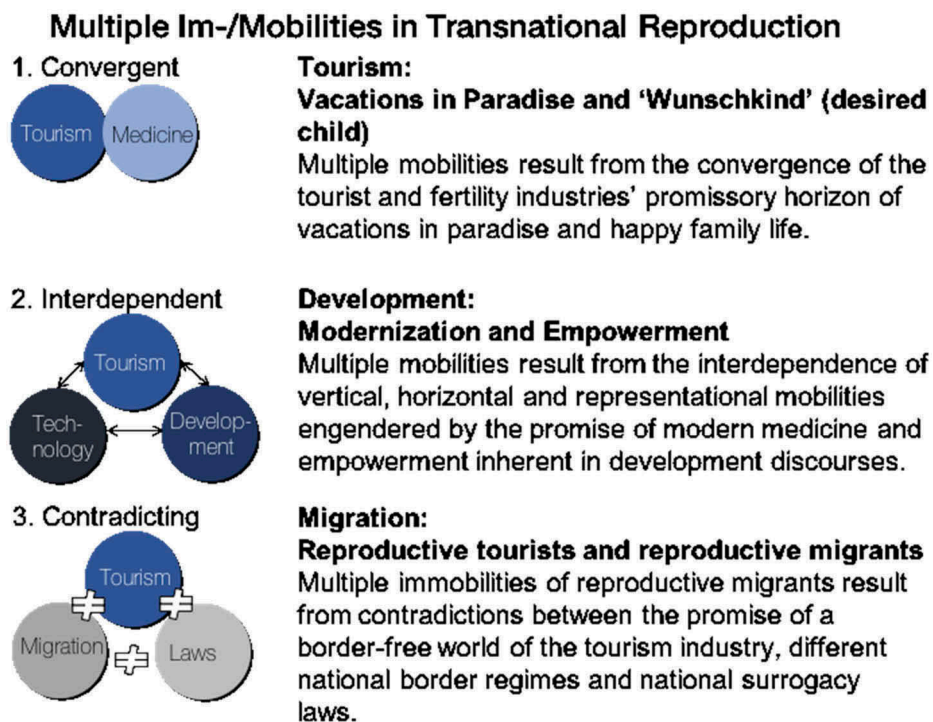 Multiple Im-/Mobilities in Transnational Reproduction
1. Convergent
Tourism
Medicine
Tourism:
Vacations in Paradise and ‘Wunschkind’ (desired
child)
Multiple mobilities result from the convergence of the
tourist and fertility industries’ promissory horizon of
vacations in paradise and happy family life.
2. Interdependent
Tourism
Tech-
nology
Develop-
ment
Development:
Modernization and Empowerment
Multiple mobilities result from the interdependence of
vertical, horizontal and representational mobilities
engendered by the promise of modern medicine and
empowerment inherent in development discourses.
3. Contradicting
Tourism
≠
≠
Migration
≠
Laws
Migration:
Reproductive tourists and reproductive migrants
Multiple immobilities of reproductive migrants result
from contradictions between the promise of a
border-free world of the tourism industry, different
national border regimes and national surrogacy
laws.